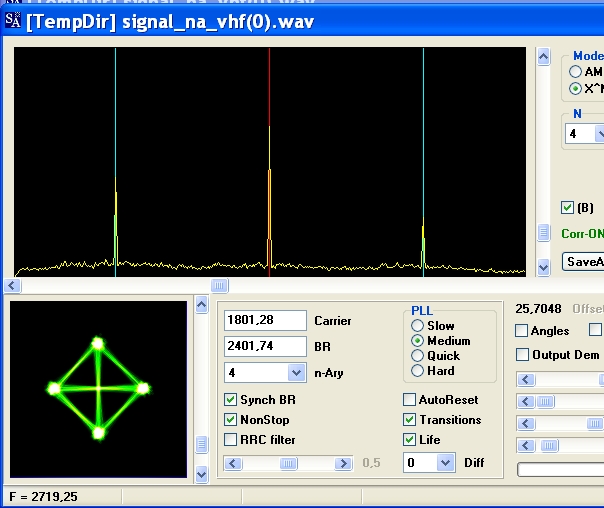 SA [TempDir] signal_na_vhf(0).wav
Mode
AM
X^N
N
4
(B)
Corr-ON
SaveA
1801,28 Carrier
2401,74 BR
4 n-Ary
Synch BR
NonStop
RRC filter
0,5
PLL
Slow
Medium
Quick
Hard
AutoReset
Transitions
Life
0 Diff
25,7048 Offset
Angles
Output Dem
F = 2719,25